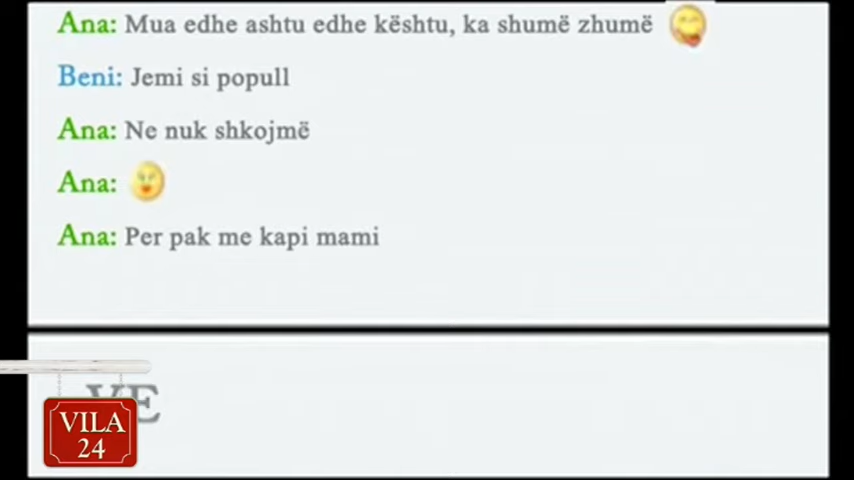 Ana: Mua edhe ashtu edhe kështu, ka shumë zhumë
Beni: Jemi si popull
Ana: Ne nuk shkojmë
Ana:
Ana: Per pak me kapi mami
YE
VILA
24